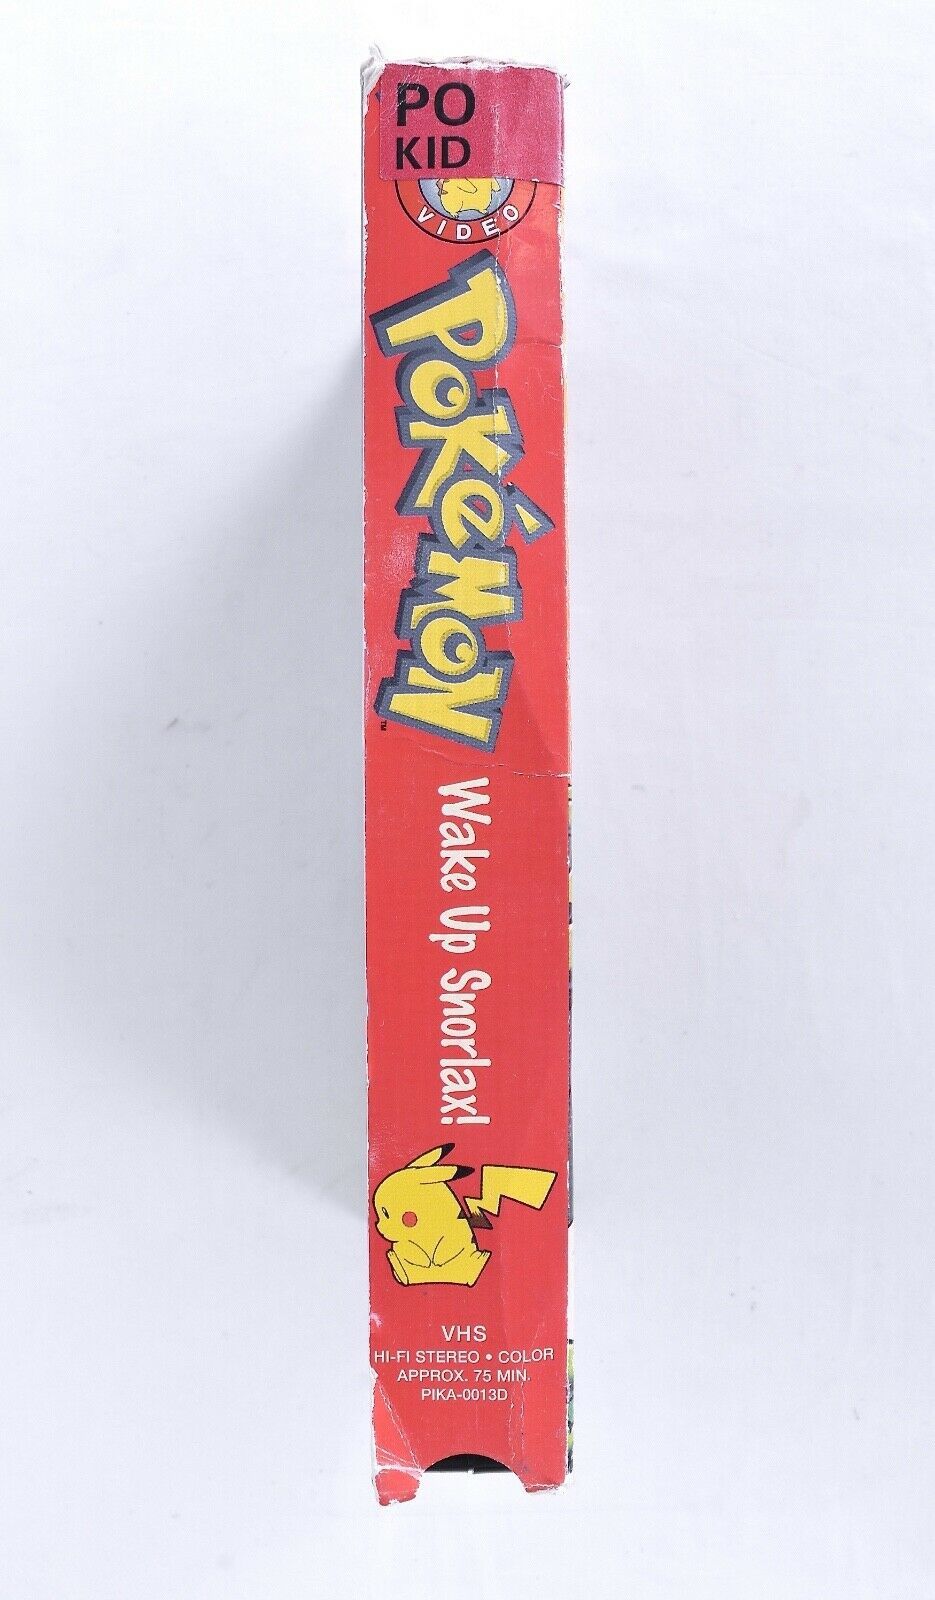 PO
KID
VIDEO
POKéMON
TM
Wake Up Snorlax!
VHS
HI-FI STEREO • COLOR
APPROX. 75 MIN.
PIKA-0013D